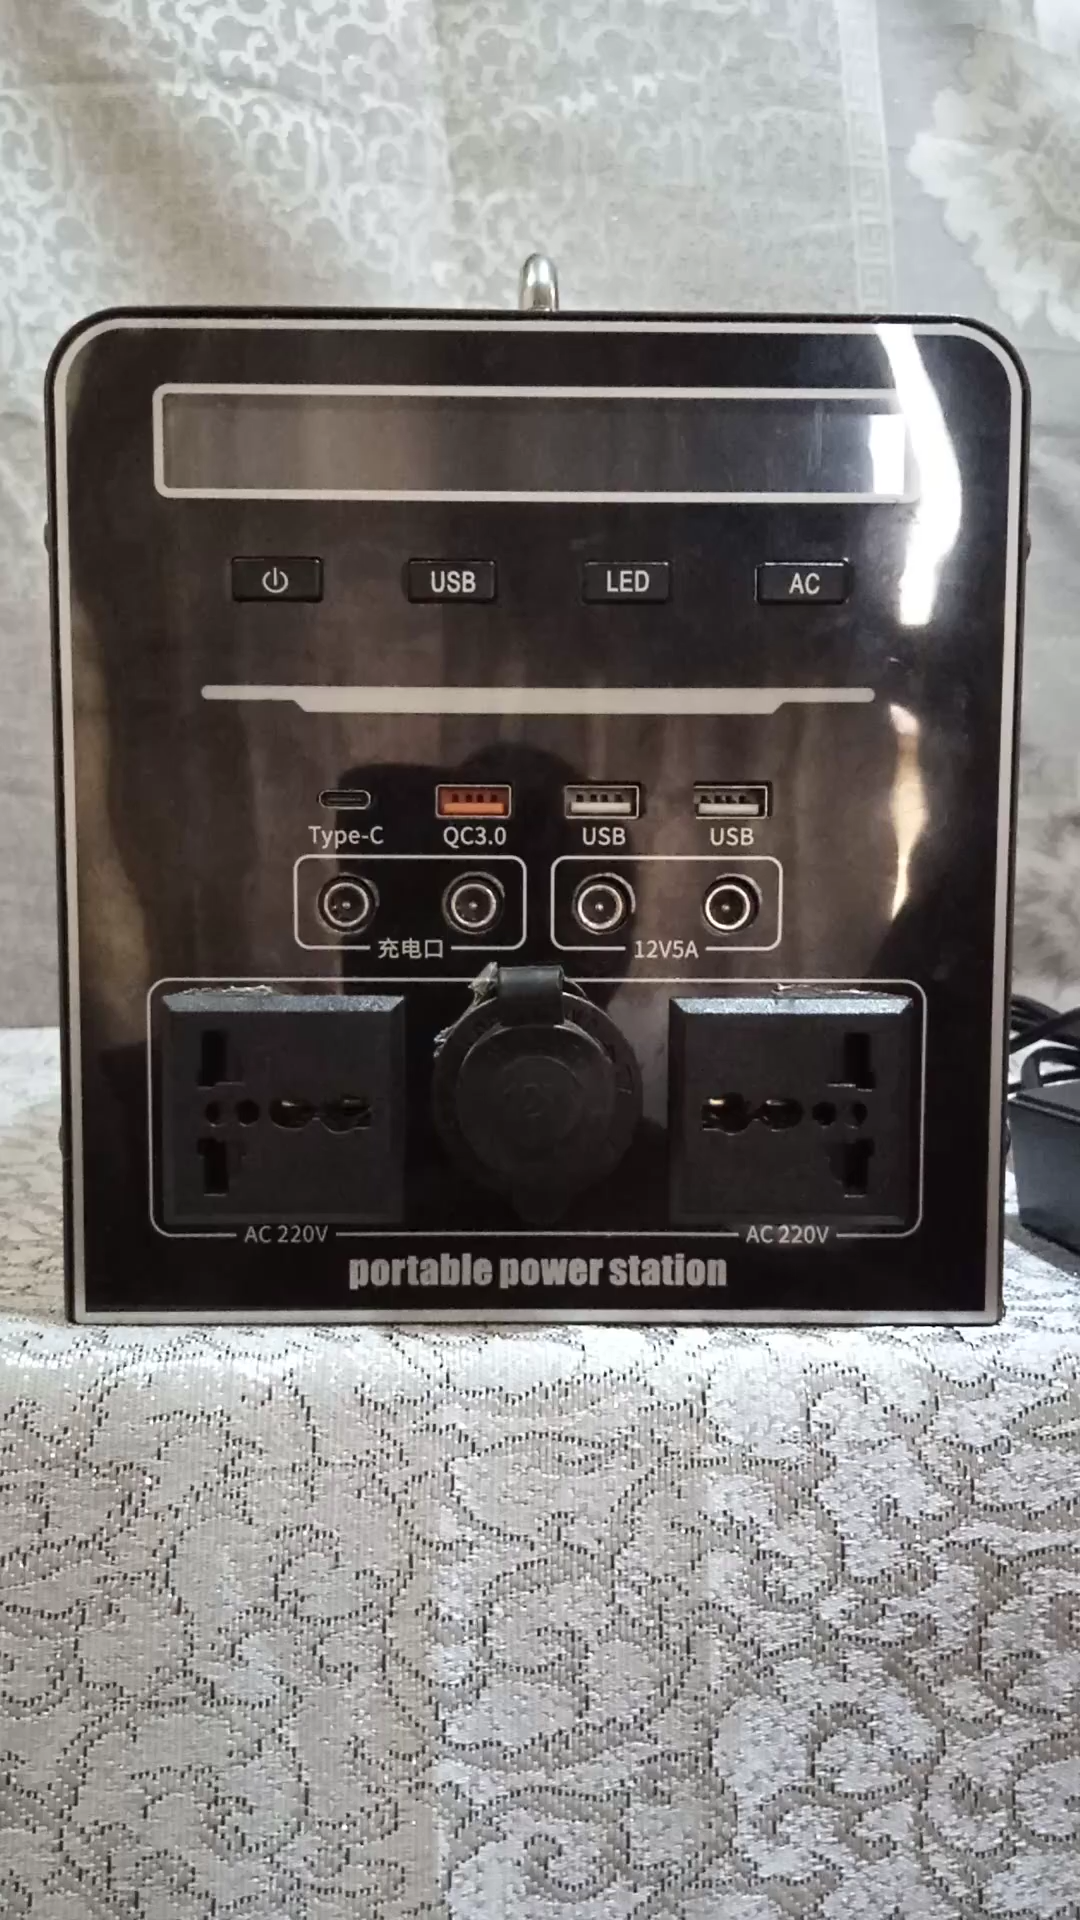 USB LED AC
Type-C QC3.0 USB USB
充电口 12V5A
AC 220V AC 220V
portable power station